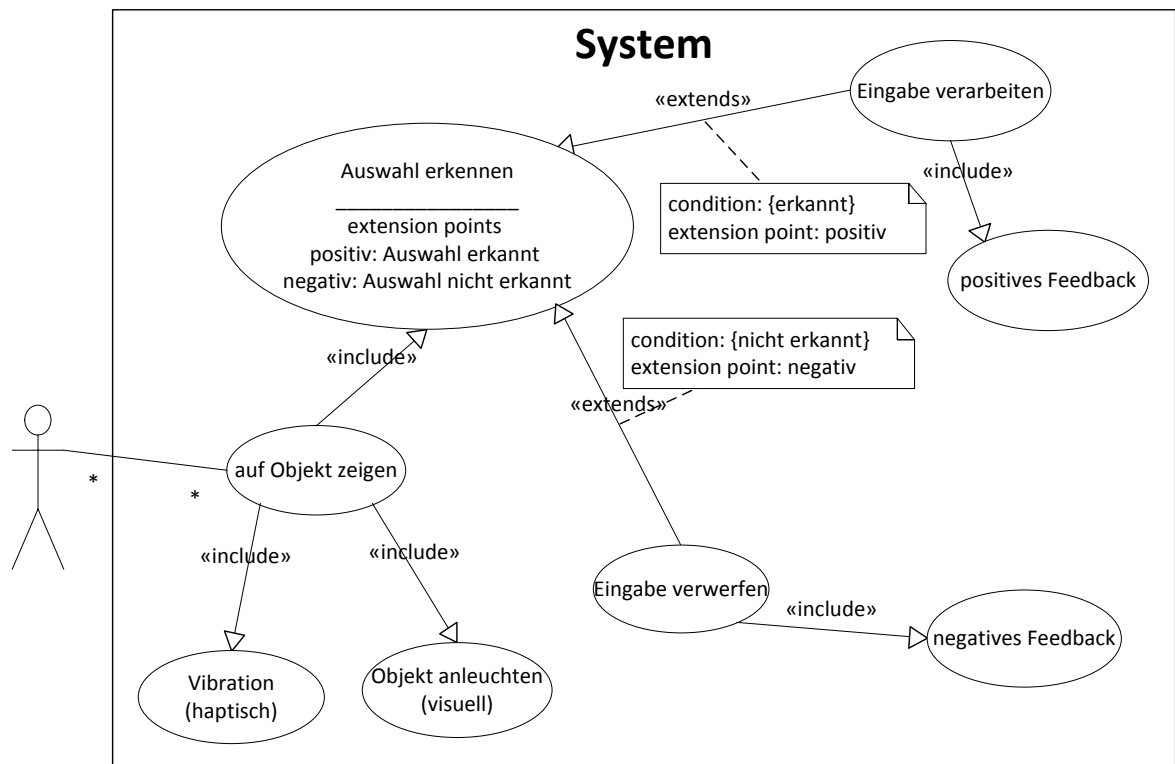 System
Eingabe verarbeiten
«extends»
«include»
Auswahl erkennen
________________
extension points
positiv: Auswahl erkannt
negativ: Auswahl nicht erkannt
condition: {erkannt}
extension point: positiv
positives Feedback
condition: {nicht erkannt}
extension point: negativ
«include»
«extends»
auf Objekt zeigen
*
*
«include»
«include»
Eingabe verwerfen
«include»
negatives Feedback
Vibration
(haptisch)
Objekt anleuchten
(visuell)